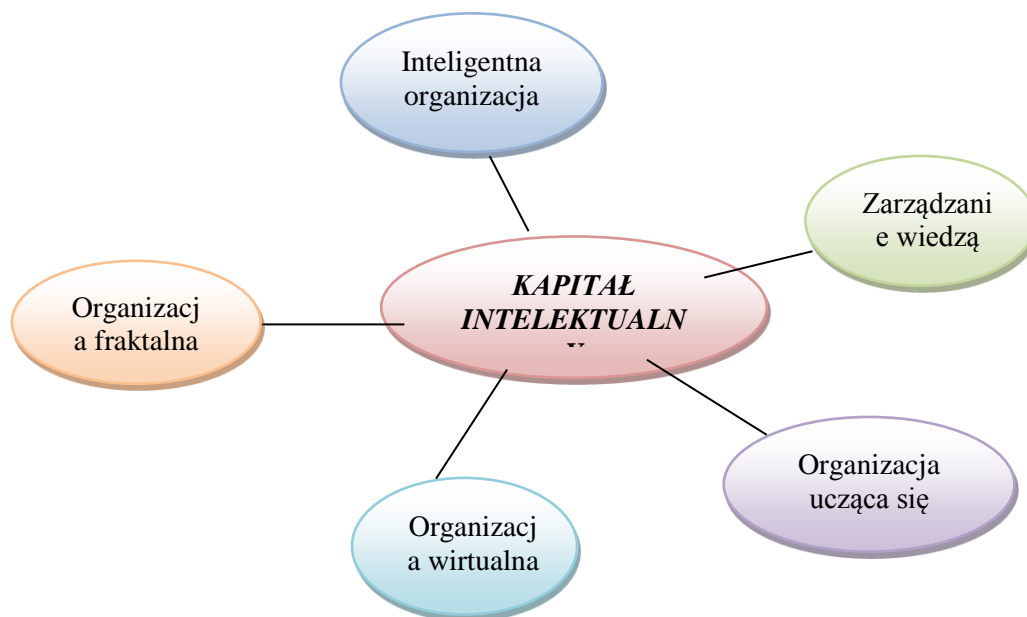 Inteligentna
organizacja
Zarządzani
e wiedzą
KAPITAŁ
INTELEKTUALN
Organizacj
a fraktalna
Organizacja
ucząca się
Organizacj
a wirtualna